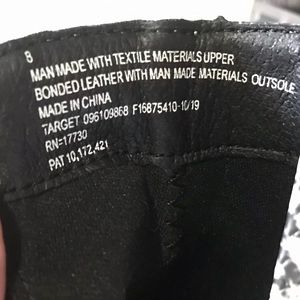 8
MAN MADE WITH TEXTILE MATERIALS UPPER
BONDED LEATHER WITH MAN MADE MATERIALS OUTSOLE
MADE IN CHINA
TARGET 096109868 F16875410-10/19
RN=17730
PAT 10,172,421